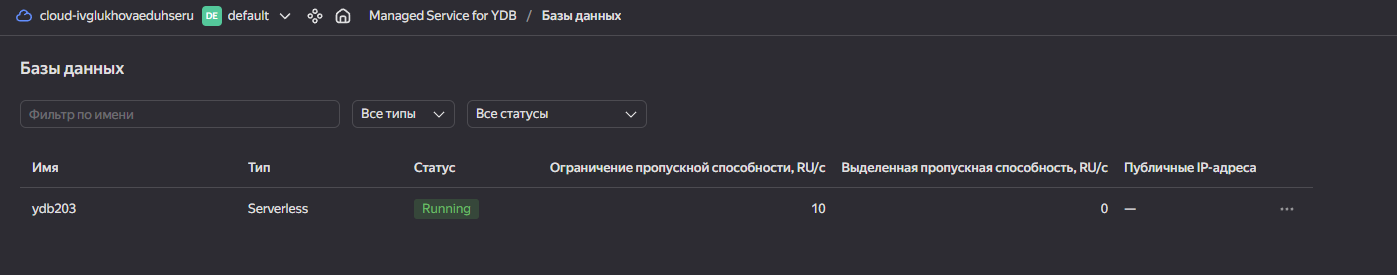 cloud-ivglukhovaeduhseru DE default Managed Service for YDB / Базы данных
Базы данных
Фильтр по имени Все типы Все статусы
Имя Тип Статус Ограничение пропускной способности, RU/с Выделенная пропускная способность, RU/с Публичные IP-адреса
ydb203 Serverless Running 10 0 —